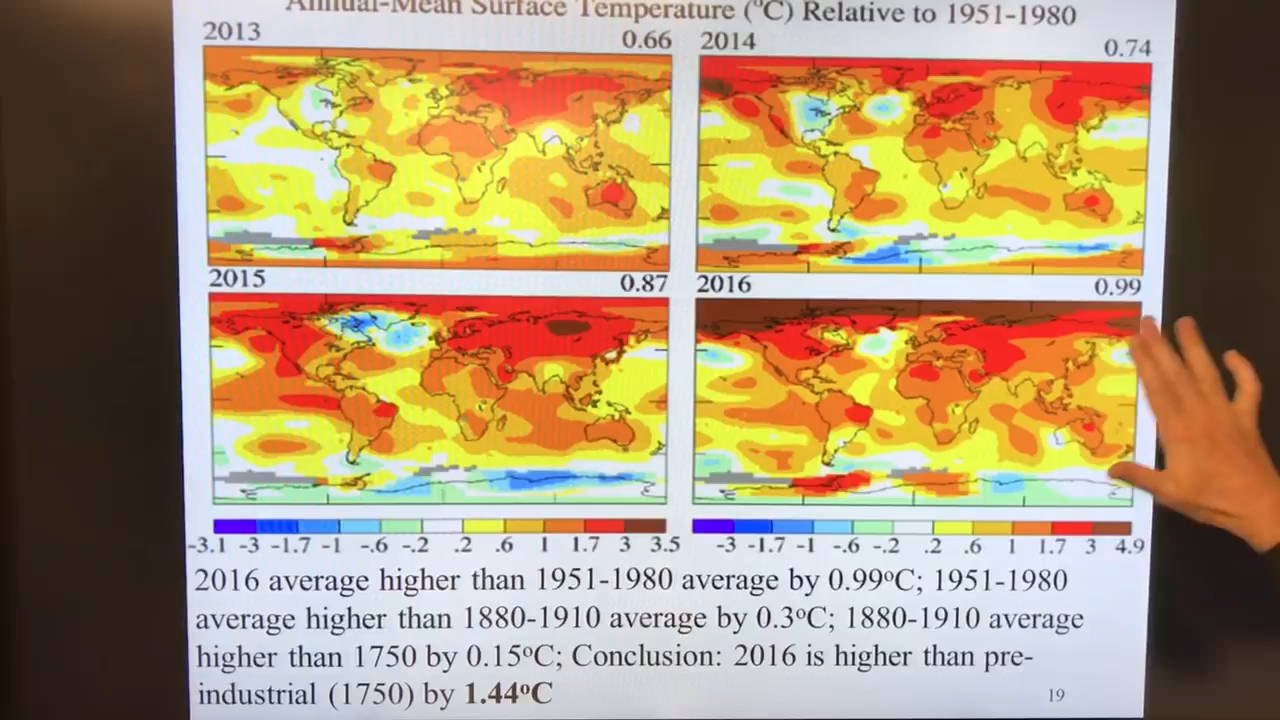 Annual-Mean Surface Temperature (°C) Relative to 1951-1980
2013 0.66 2014 0.74
2015 0.87 2016 0.99
-3.1 -3 -1.7 -1 -.6 -.2 .2 .6 1 1.7 3 3.5 -3 -1.7 -1 -.6 -.2 .2 .6 1 1.7 3 4.9
2016 average higher than 1951-1980 average by 0.99°C; 1951-1980
average higher than 1880-1910 average by 0.3°C; 1880-1910 average
higher than 1750 by 0.15°C; Conclusion: 2016 is higher than pre-
industrial (1750) by 1.44°C
19